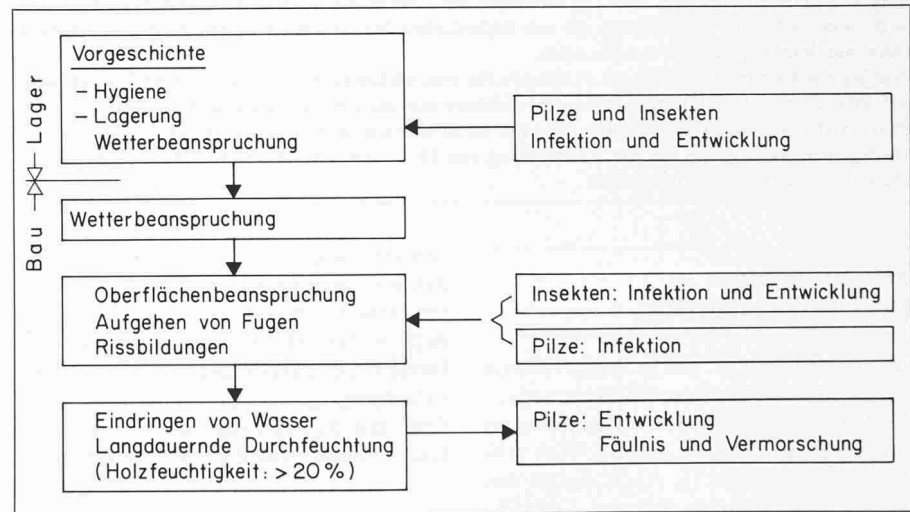 Vorgeschichte
– Hygiene
– Lagerung
Wetterbeanspruchung
Pilze und Insekten
Infektion und Entwicklung
Lager
Bau
Wetterbeanspruchung
Oberflächenbeanspruchung
Aufgehen von Fugen
Rissbildungen
Insekten: Infektion und Entwicklung
Pilze: Infektion
Eindringen von Wasser
Langdauernde Durchfeuchtung
(Holzfeuchtigkeit: > 20 %)
Pilze: Entwicklung
Fäulnis und Vermorschung